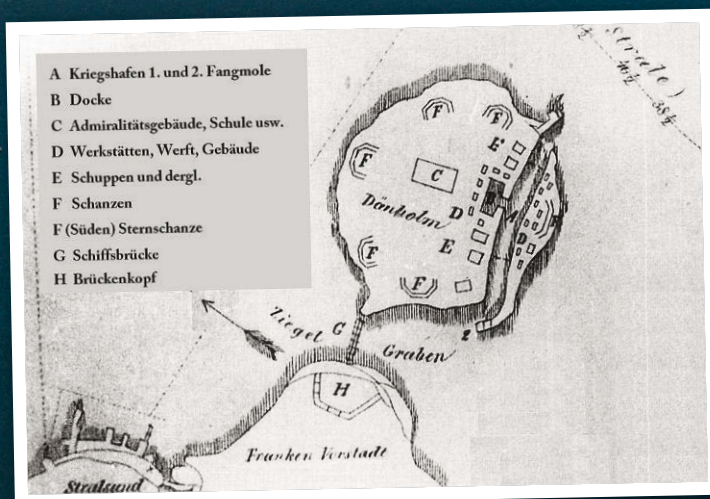 A Kriegshafen 1. und 2. Fangmole
B Docke
C Admiralitätsgebäude, Schule usw.
D Werkstätten, Werft, Gebäude
E Schuppen und dergl.
F Schanzen
F (Süden) Sternschanze
G Schiffsbrücke
H Brückenkopf
F
F
E
F
C
B
A
Dänholm
D
D
F
E
F
F
2
Ziegel
G
Graben
H
Franken Vorstadt
Stralsund